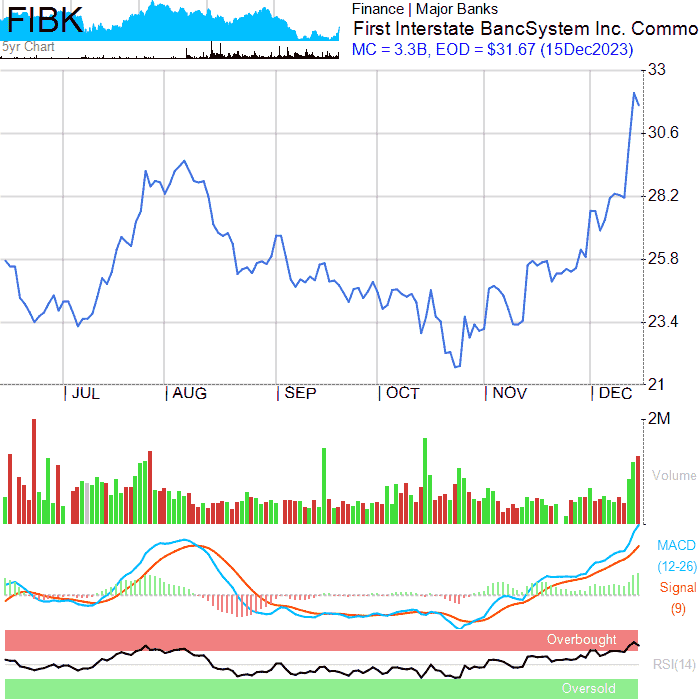 FIBK
5yr Chart
Finance | Major Banks
First Interstate BancSystem Inc. Commo
MC = 3.3B, EOD = $31.67 (15Dec2023)
33
30.6
28.2
25.8
23.4
21
| JUL | AUG | SEP | OCT | NOV | DEC
2M
Volume
MACD
(12-26)
Signal
(9)
Overbought
RSI(14)
Oversold